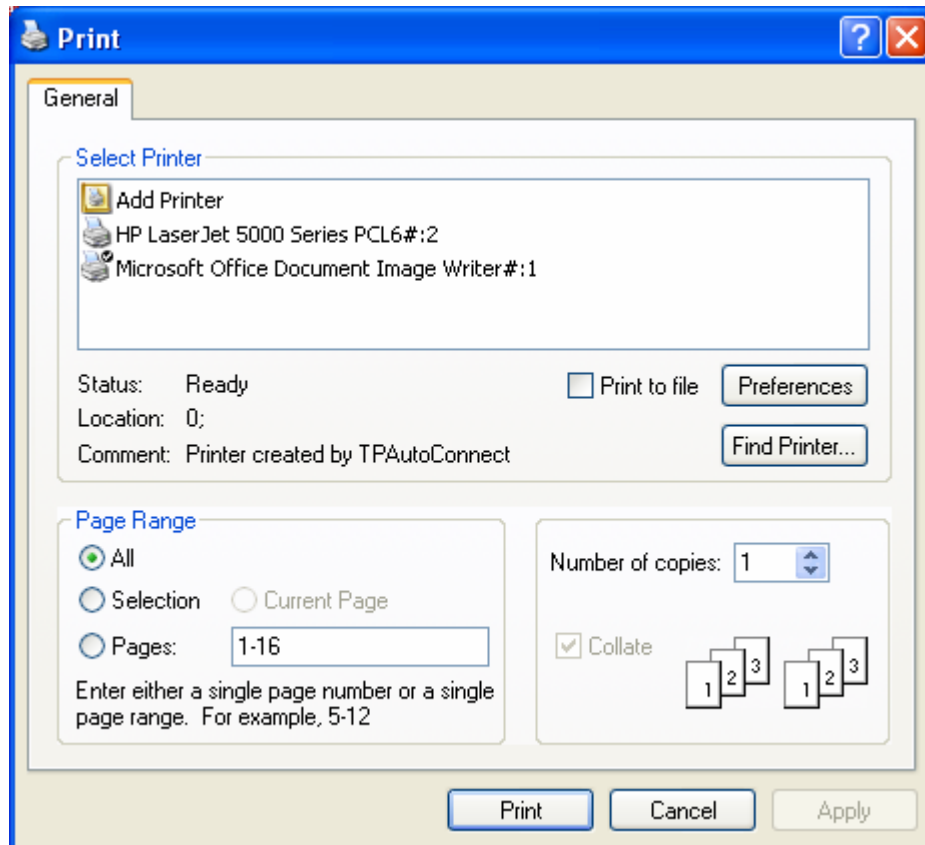 Print
General
Select Printer
Add Printer
HP LaserJet 5000 Series PCL6#:2
Microsoft Office Document Image Writer#:1
Status: Ready
Print to file
Preferences
Location: 0;
Find Printer...
Comment: Printer created by TPAutoConnect
Page Range
All
Selection
Current Page
Pages: 1-16
Enter either a single page number or a single
page range. For example, 5-12
Number of copies: 1
Collate
1 2 3 1 2 3
Print Cancel Apply